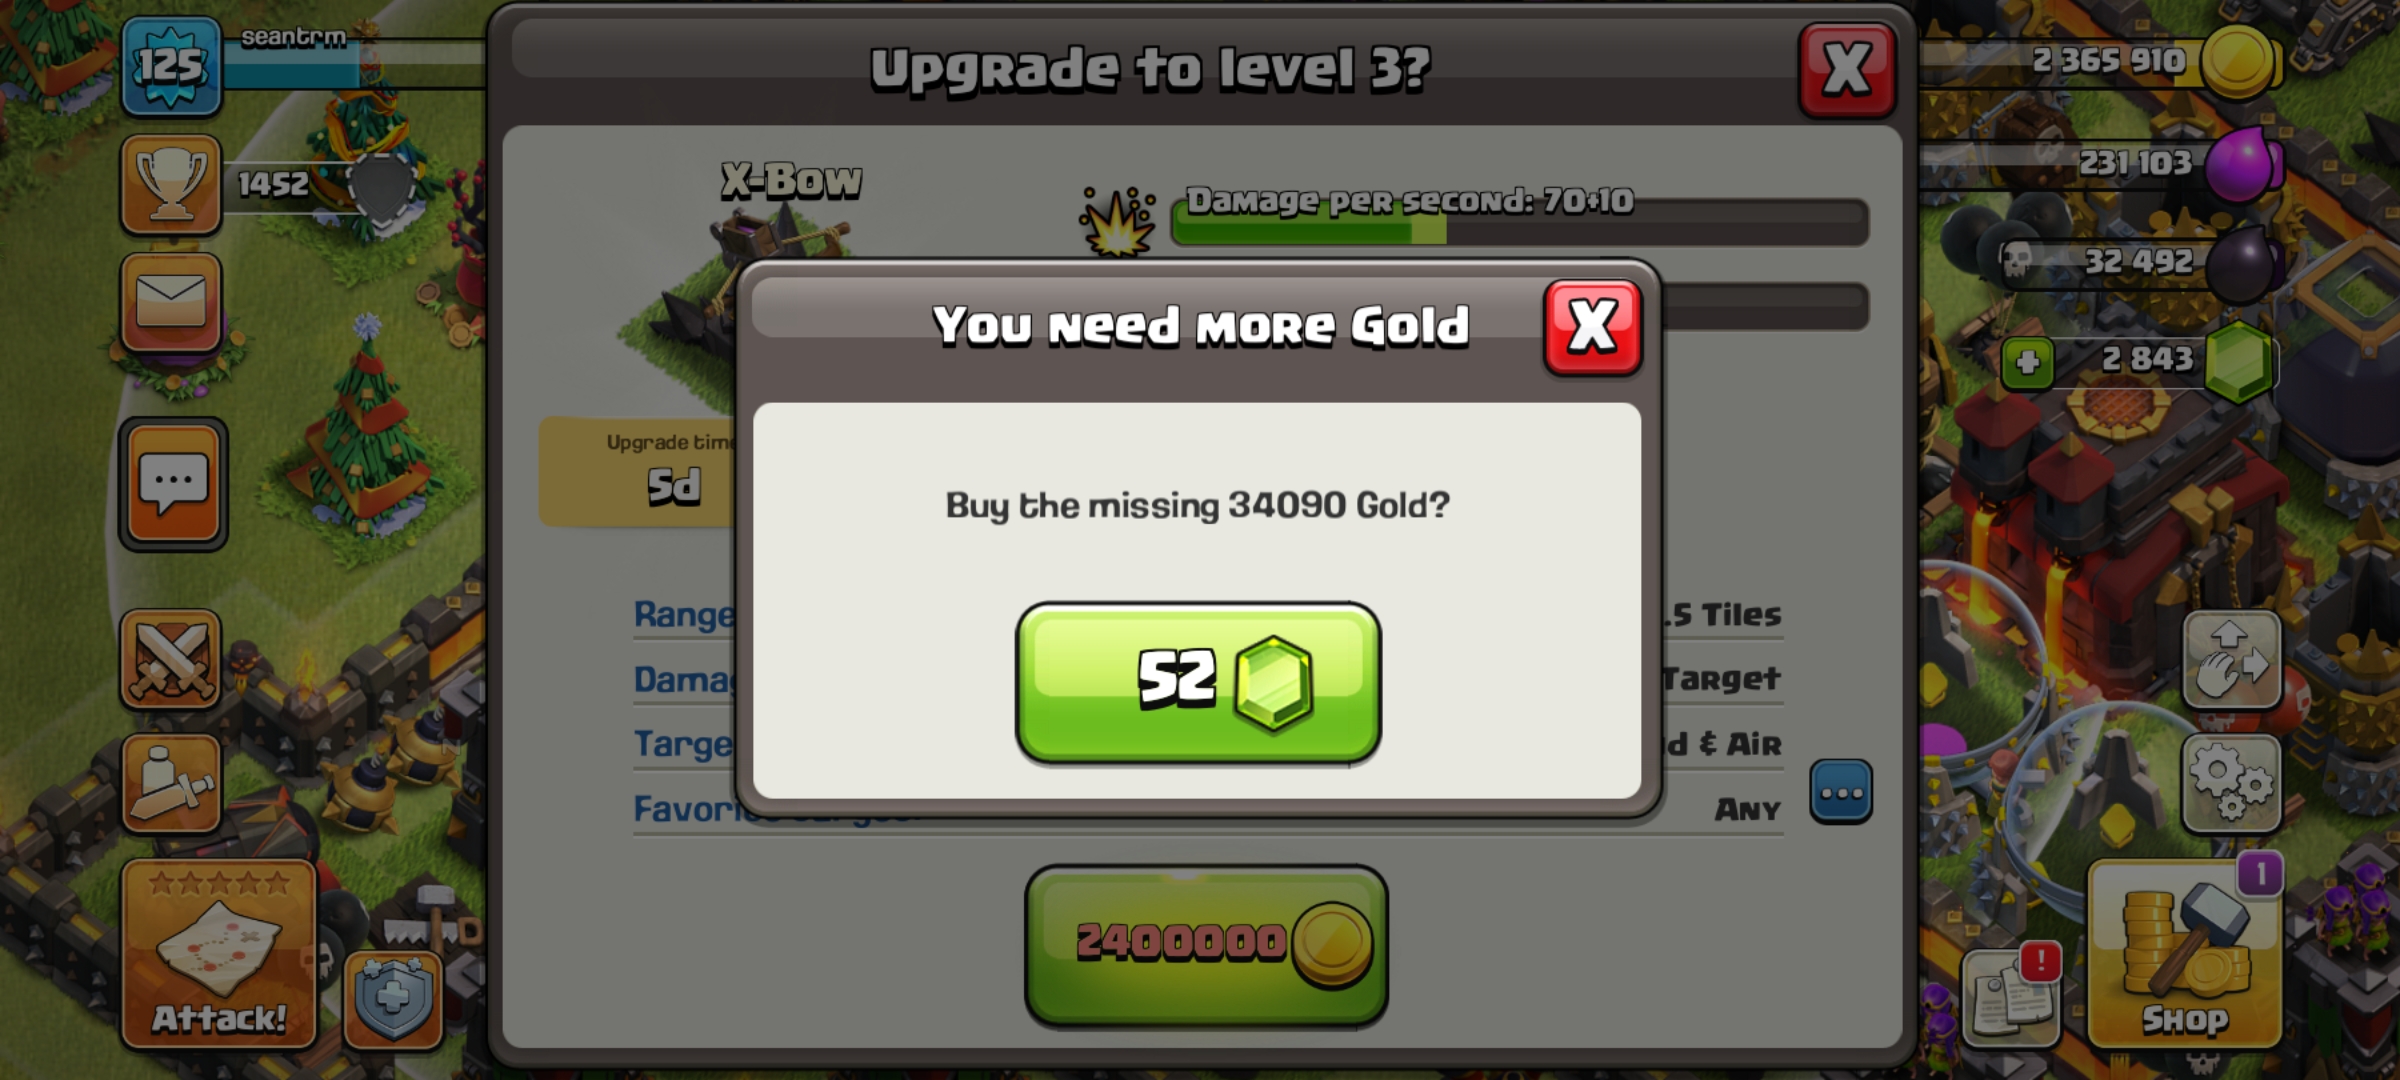 125
seantrm
1452
Upgrade to level 3?
X
2 365 910
231 103
32 492
2 843
X-Bow
Damage per second: 70+10
You need more Gold
X
Upgrade time
5d
Buy the missing 34090 Gold?
52
Range
.5 Tiles
Dama
Target
Targe
d & Air
Any
2400000
Attack!
1
!
Shop